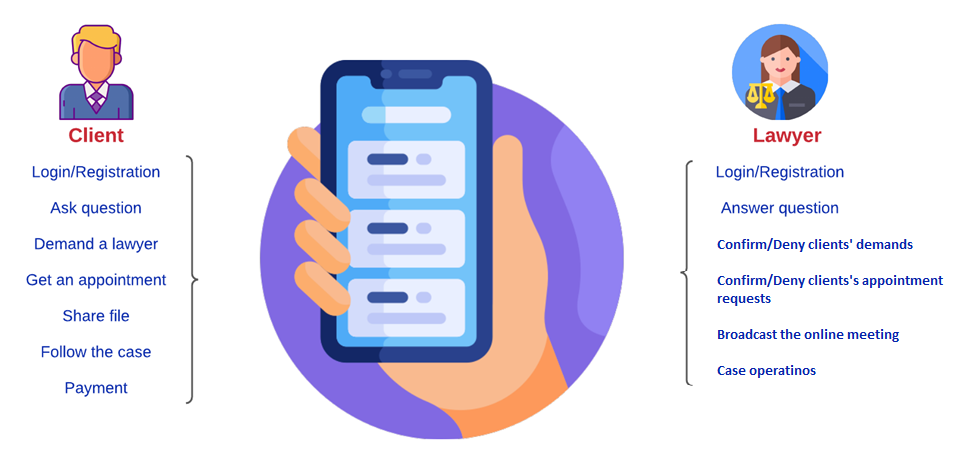 Client
Login/Registration
Ask question
Demand a lawyer
Get an appointment
Share file
Follow the case
Payment
Lawyer
Login/Registration
Answer question
Confirm/Deny clients' demands
Confirm/Deny clients's appointment
requests
Broadcast the online meeting
Case operatinos